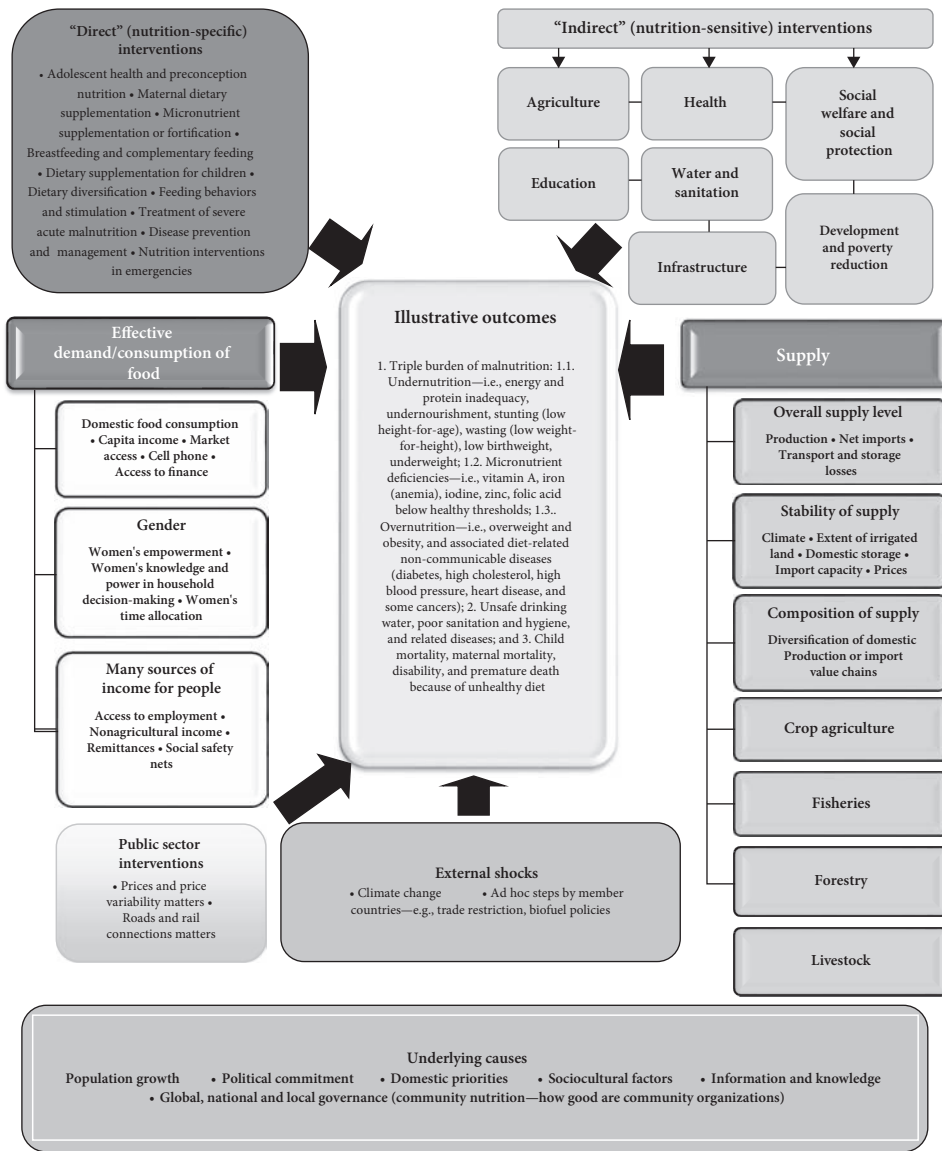 “Direct” (nutrition-specific)
interventions
• Adolescent health and preconception
nutrition • Maternal dietary
supplementation • Micronutrient
supplementation or fortification •
Breastfeeding and complementary feeding
• Dietary supplementation for children •
Dietary diversification • Feeding behaviors
and stimulation • Treatment of severe
acute malnutrition • Disease prevention
and management • Nutrition interventions
in emergencies
“Indirect” (nutrition-sensitive) interventions
Agriculture
Health
Social
welfare and
social
protection
Education
Water and
sanitation
Infrastructure
Development
and poverty
reduction
Effective
demand/consumption of
food
Domestic food consumption
• Capita income • Market
access • Cell phone •
Access to finance
Gender
Women's empowerment •
Women's knowledge and
power in household
decision-making • Women's
time allocation
Many sources of
income for people
Access to employment •
Nonagricultural income •
Remittances • Social safety
nets
Public sector
interventions
• Prices and price
variability matters •
Roads and rail
connections matters
Illustrative outcomes
1. Triple burden of malnutrition: 1.1.
Undernutrition—i.e., energy and
protein inadequacy,
undernourishment, stunting (low
height-for-age), wasting (low weight-
for-height), low birthweight,
underweight; 1.2. Micronutrient
deficiencies—i.e., vitamin A, iron
(anemia), iodine, zinc, folic acid
below healthy thresholds; 1.3..
Overnutrition—i.e., overweight and
obesity, and associated diet-related
non-communicable diseases
(diabetes, high cholesterol, high
blood pressure, heart disease, and
some cancers); 2. Unsafe drinking
water, poor sanitation and hygiene,
and related diseases; and 3. Child
mortality, maternal mortality,
disability, and premature death
because of unhealthy diet
External shocks
• Climate change • Ad hoc steps by member
countries—e.g., trade restriction, biofuel policies
Supply
Overall supply level
Production • Net imports •
Transport and storage
losses
Stability of supply
Climate • Extent of irrigated
land • Domestic storage •
Import capacity • Prices
Composition of supply
Diversification of domestic
Production or import
value chains
Crop agriculture
Fisheries
Forestry
Livestock
Underlying causes
Population growth • Political commitment • Domestic priorities • Sociocultural factors • Information and knowledge
• Global, national and local governance (community nutrition—how good are community organizations)